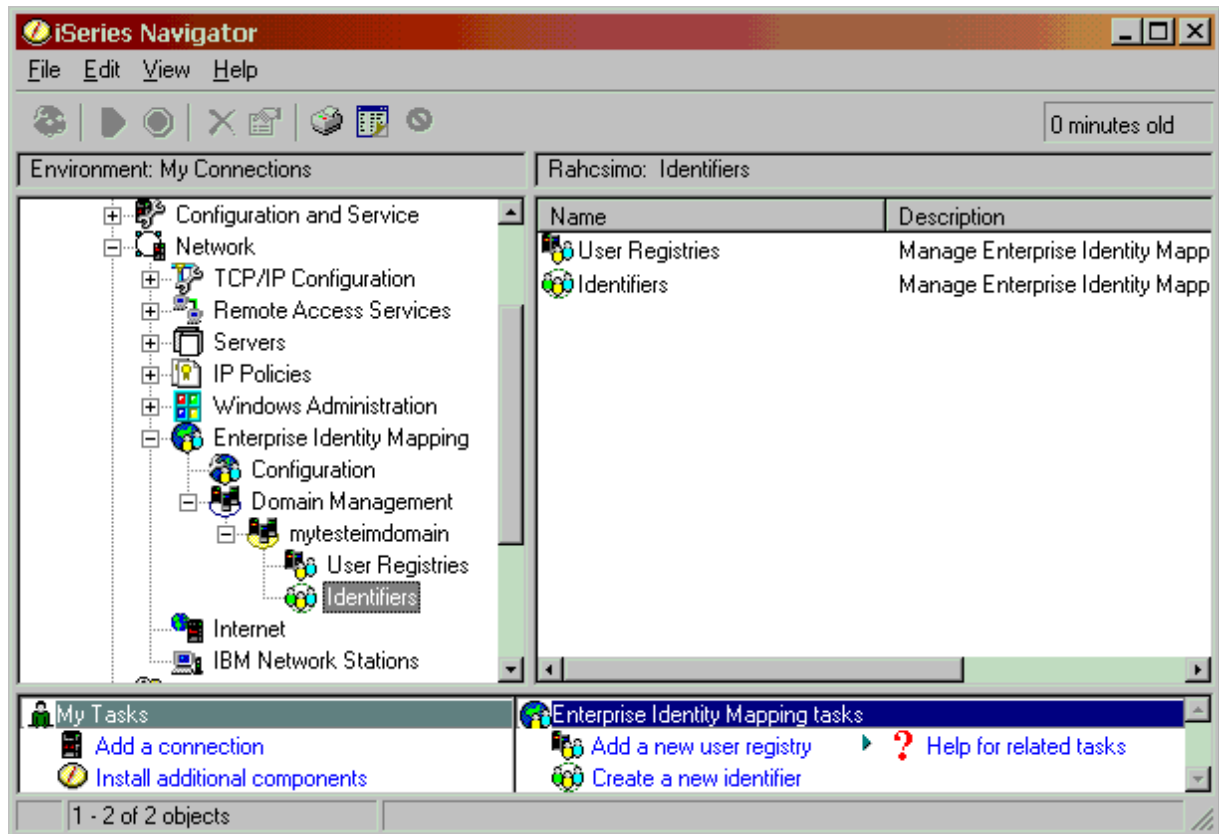 iSeries Navigator
File Edit View Help
0 minutes old
Environment: My Connections
Rahcsimo: Identifiers
Configuration and Service
Network
TCP/IP Configuration
Remote Access Services
Servers
IP Policies
Windows Administration
Enterprise Identity Mapping
Configuration
Domain Management
mytesteimdomain
User Registries
Identifiers
Internet
IBM Network Stations
Name Description
User Registries Manage Enterprise Identity Mapp
Identifiers Manage Enterprise Identity Mapp
My Tasks
Add a connection
Install additional components
Enterprise Identity Mapping tasks
Add a new user registry
Create a new identifier
? Help for related tasks
1 - 2 of 2 objects